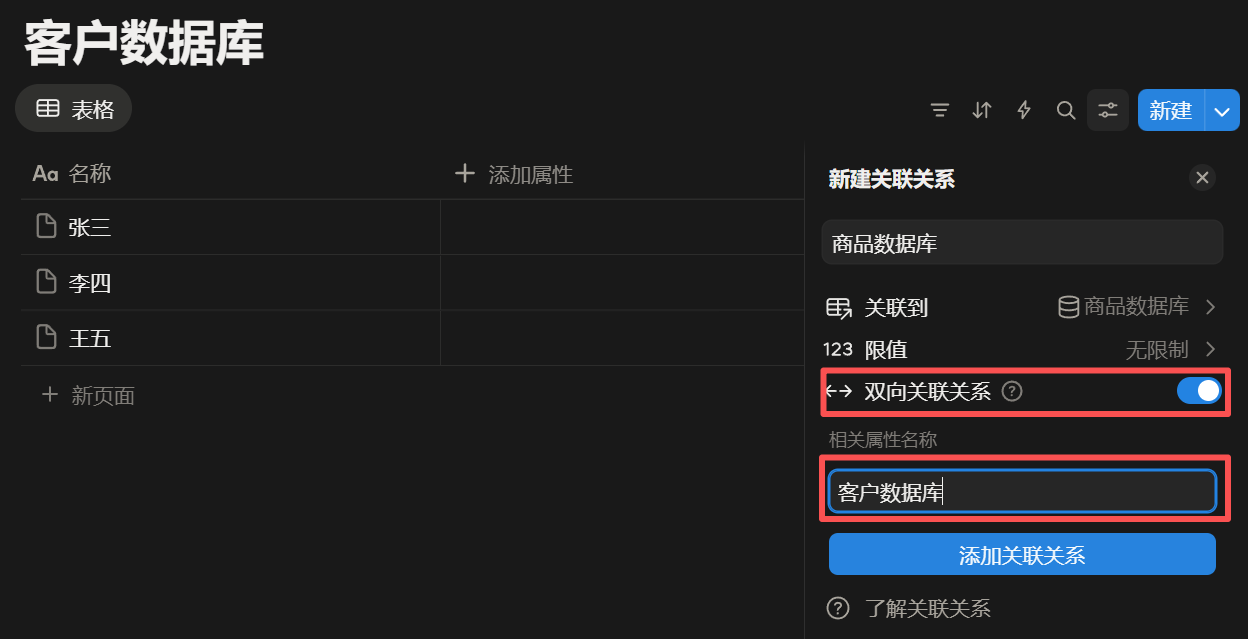 客户数据库
表格
新建
Aa 名称
添加属性
张三
李四
王五
新页面
新建关联关系
商品数据库
关联到 商品数据库
123 限值 无限制
双向关联关系
相关属性名称
客户数据库
添加关联关系
了解关联关系